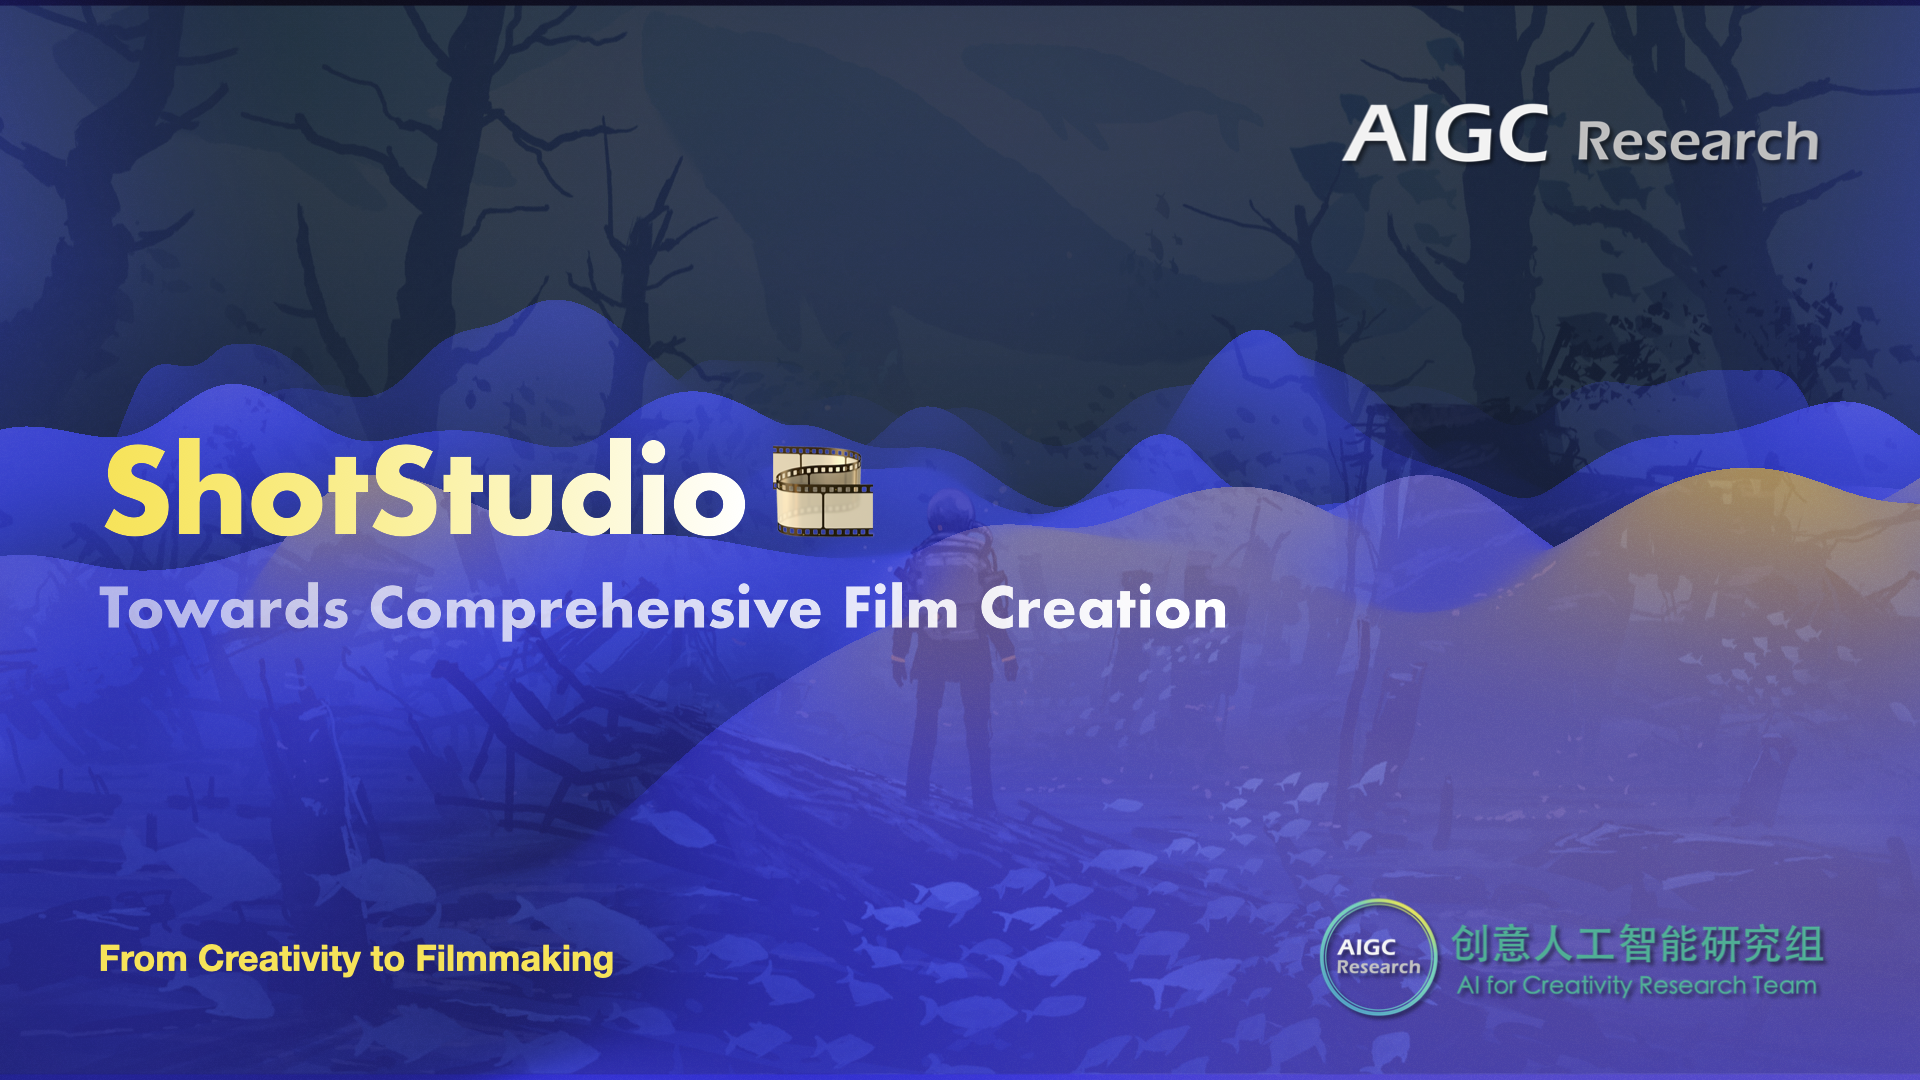 AIGC Research
ShotStudio
Towards Comprehensive Film Creation
From Creativity to Filmmaking
AIGC
Research
创意人工智能研究组
AI for Creativity Research Team